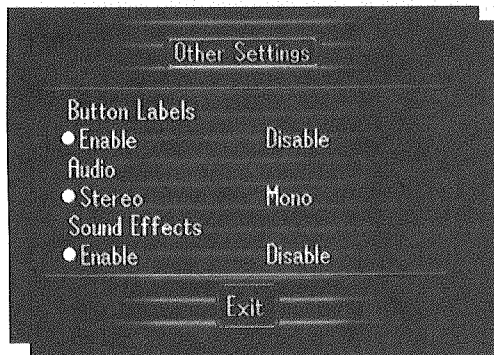 Other Settings
Button Labels
Enable Disable
Audio
Stereo Mono
Sound Effects
Enable Disable
Exit